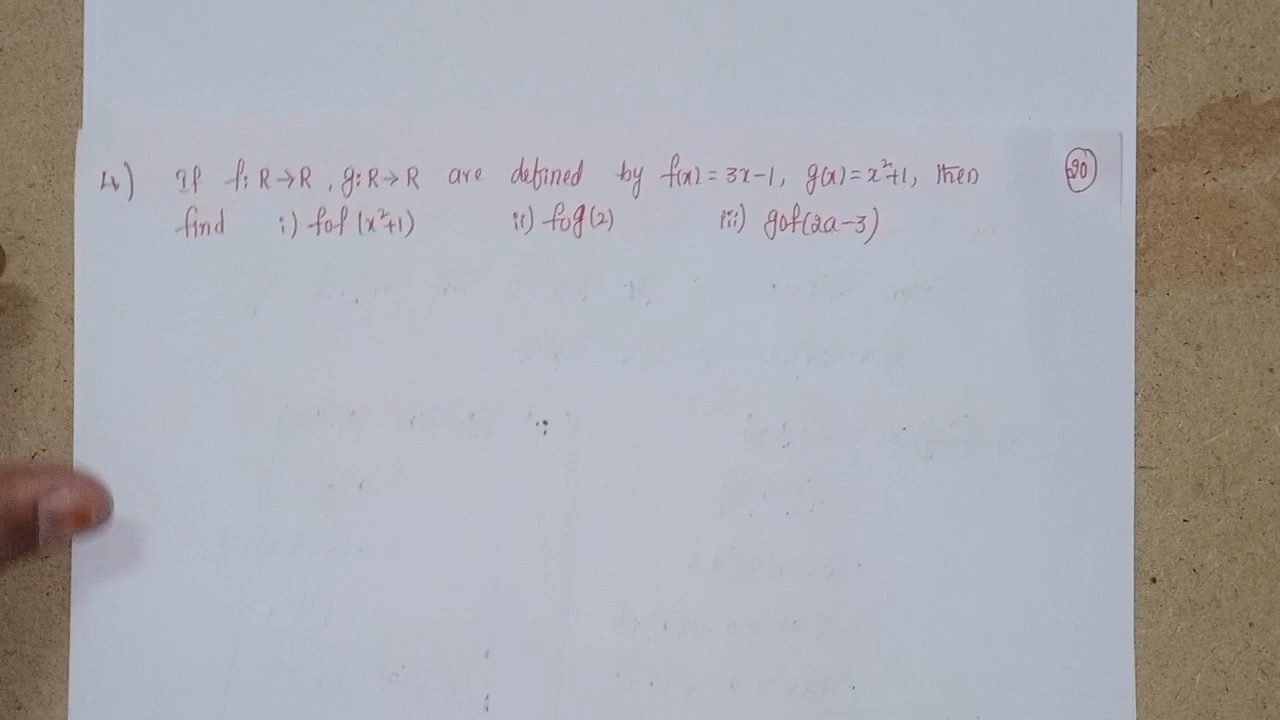 4) If f: R→R, g: R→R are defined by f(x) = 3x-1, g(x) = x²+1, then
find i) fof (x²+1) ii) fog(2) iii) gof(2a-3)
20